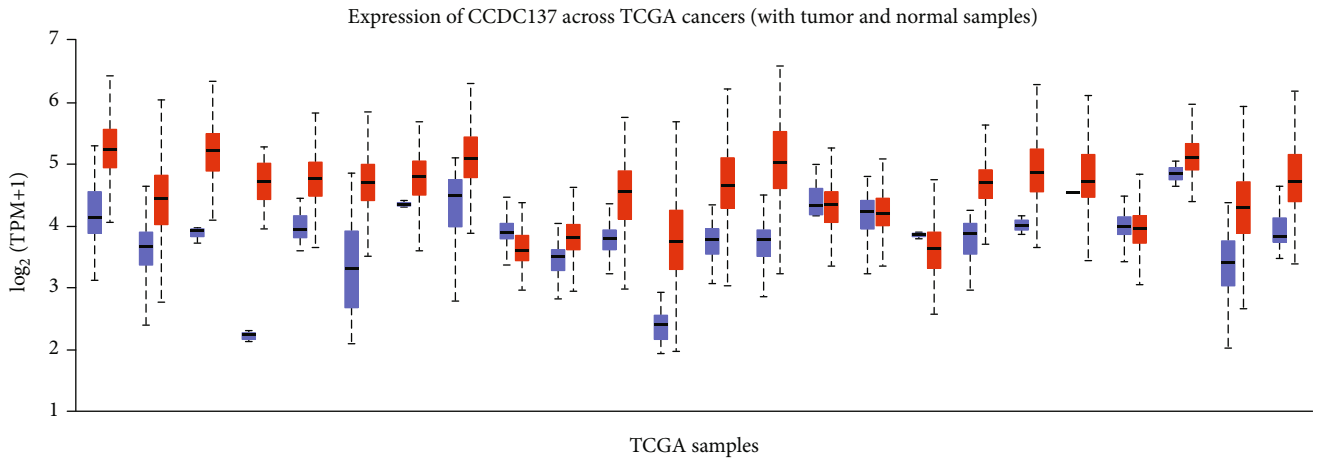 Expression of CCDC137 across TCGA cancers (with tumor and normal samples)
7
6
5
4
3
2
1
log₂ (TPM+1)
TCGA samples